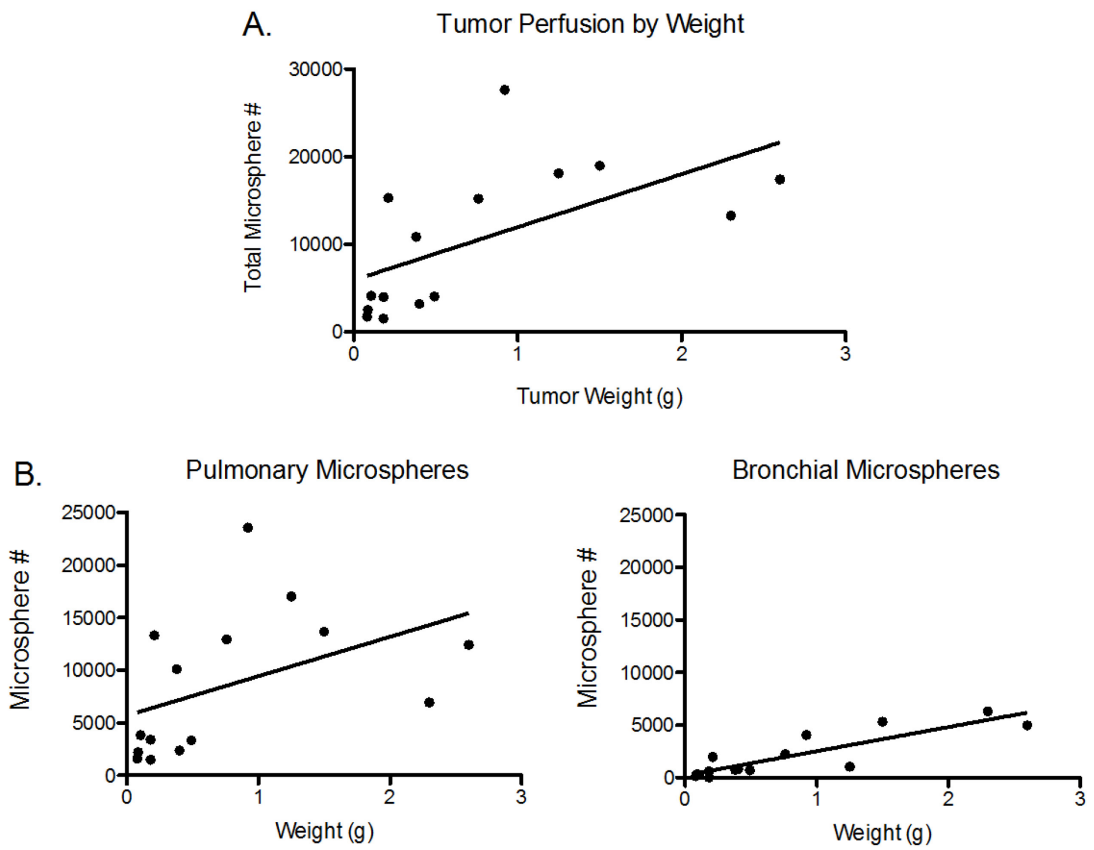 A.
Tumor Perfusion by Weight
Total Microsphere #
30000
20000
10000
0
0 1 2 3
Tumor Weight (g)
B.
Pulmonary Microspheres
Microsphere #
25000
20000
15000
10000
5000
0
0 1 2 3
Weight (g)
Bronchial Microspheres
Microsphere #
25000
20000
15000
10000
5000
0
0 1 2 3
Weight (g)